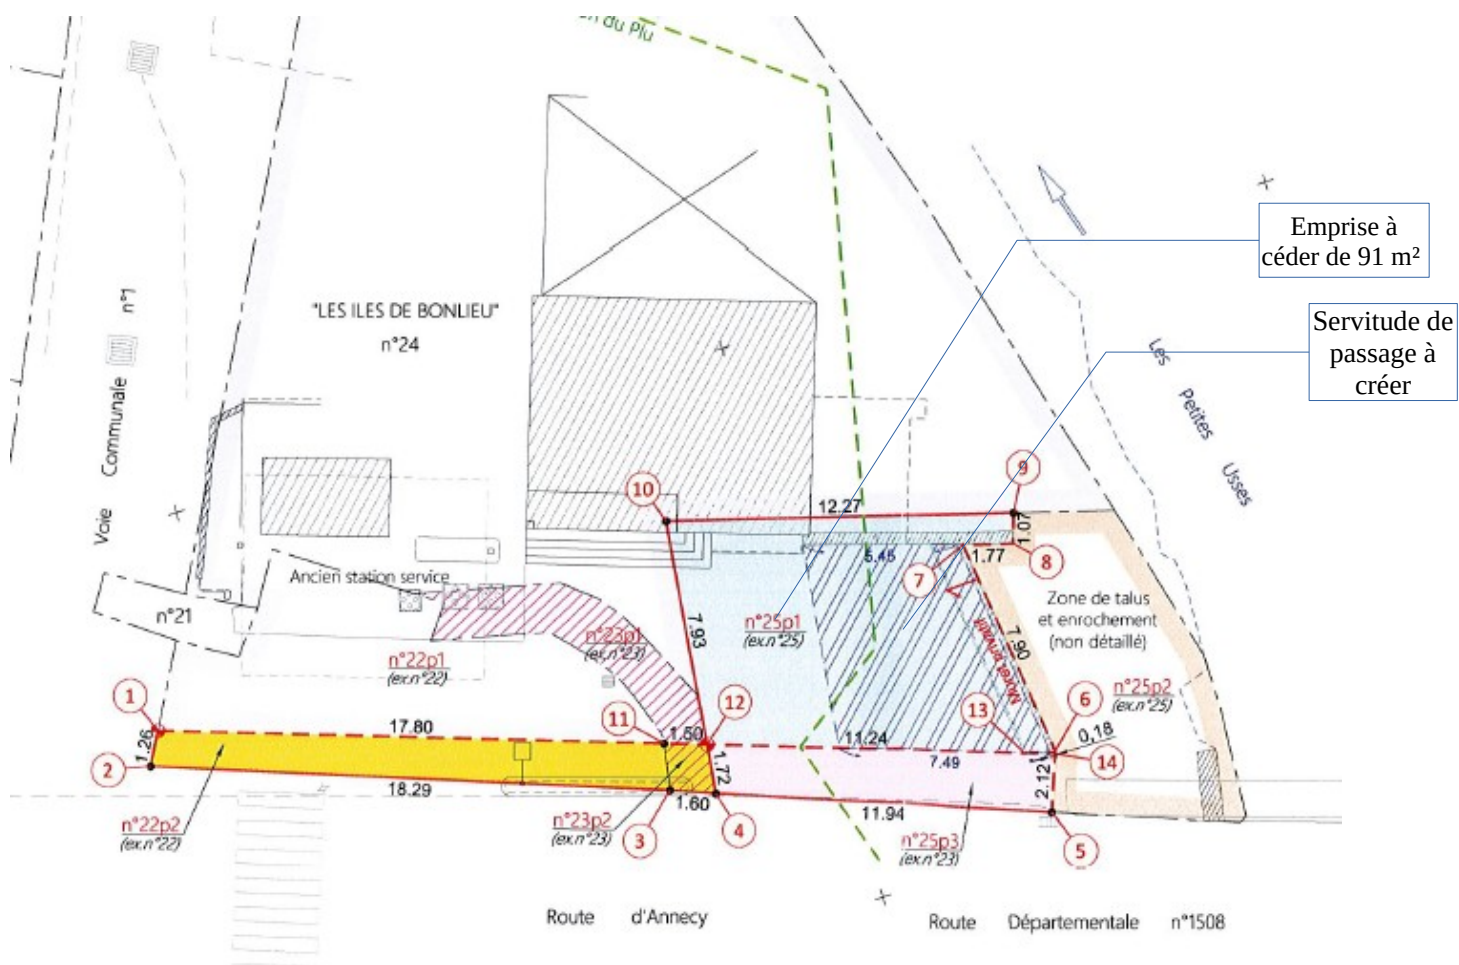 du Plu
Emprise à
céder de 91 m²
Servitude de
passage à
créer
"LES ILES DE BONLIEU"
n°24
Voie Communale n°1
Les Petites Usses
10
12.27
9
1.07
5.45
1.77
8
7
Ancien station service
n°21
n°22p1
(ex.n°22)
n°23p1
(ex.n°23)
7.93
n°25p1
(ex.n°25)
Muret privatif
7.90
Zone de talus
et enrochement
(non détaillé)
n°25p2
(ex.n°25)
1
17.80
11
1.50
12
13
11.24
6
0,18
14
1.26
2
18.29
1.72
7.49
2.12
1.60
3
4
11.94
5
n°22p2
(ex.n°22)
n°23p2
(ex.n°23)
n°25p3
(ex.n°23)
Route d'Annecy
Route Départementale n°1508